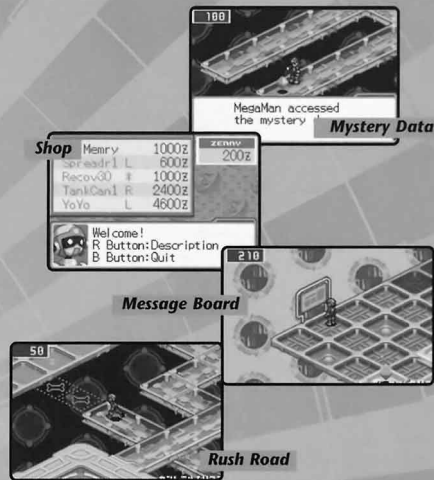 100
MegaMan accessed
the mystery
Mystery Data
Shop
Memry 1000z
Spreadr1 L 600z
Recov30 * 1000z
TankCan1 R 2400z
YoYo L 4600z
ZENNY
200z
Welcome!
R Button:Description
B Button:Quit
210
Message Board
50
Rush Road